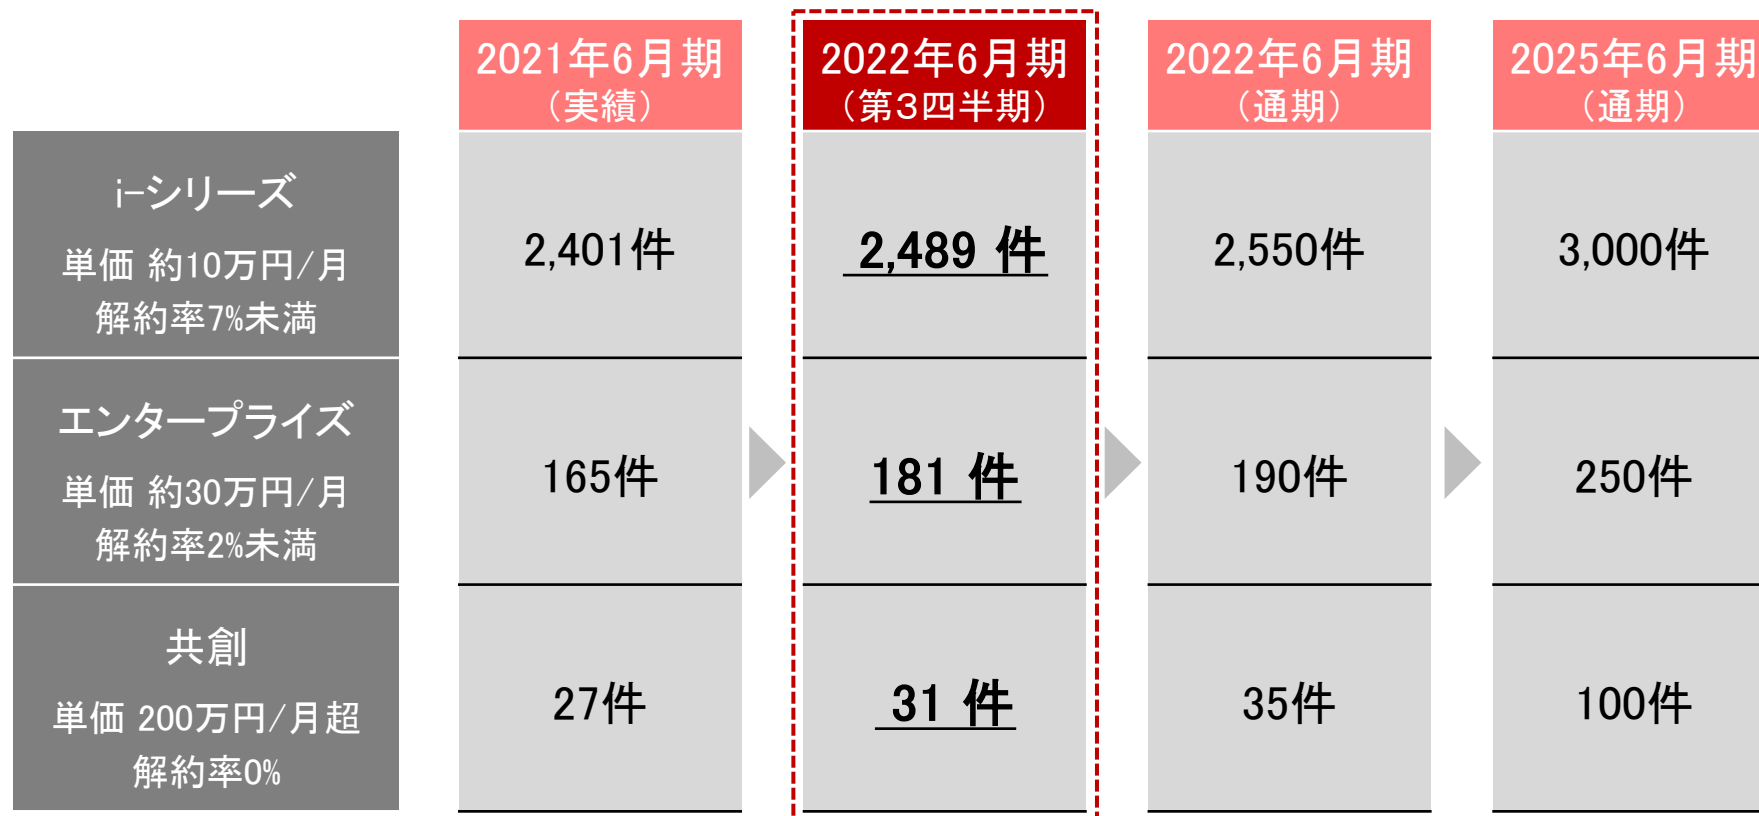 2021年6月期
（実績）
2022年6月期
（第3四半期）
2022年6月期
（通期）
2025年6月期
（通期）
i-シリーズ
単価 約10万円/月
解約率7%未満
2,401件
2,489 件
2,550件
3,000件
エンタープライズ
単価 約30万円/月
解約率2%未満
165件
181 件
190件
250件
共創
単価 200万円/月超
解約率0%
27件
31 件
35件
100件